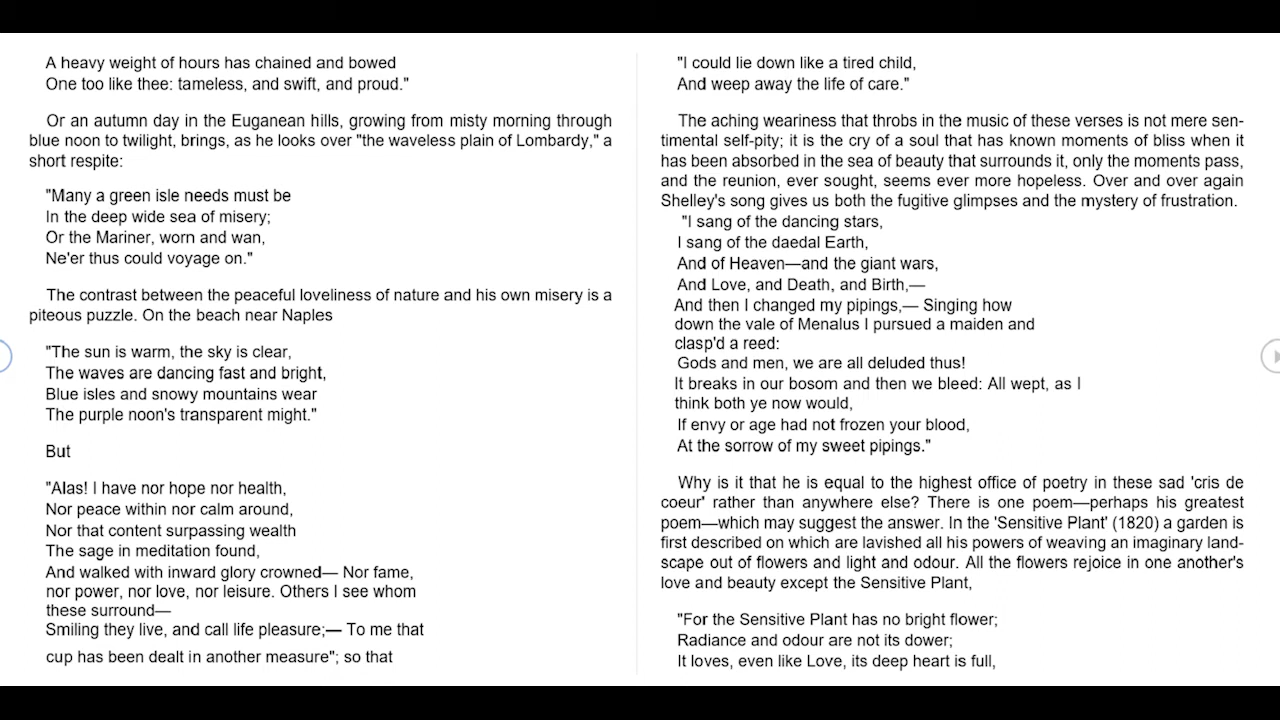 A heavy weight of hours has chained and bowed
One too like thee: tameless, and swift, and proud."
Or an autumn day in the Euganean hills, growing from misty morning through
blue noon to twilight, brings, as he looks over "the waveless plain of Lombardy," a
short respite:
"Many a green isle needs must be
In the deep wide sea of misery;
Or the Mariner, worn and wan,
Ne'er thus could voyage on."
The contrast between the peaceful loveliness of nature and his own misery is a
piteous puzzle. On the beach near Naples
"The sun is warm, the sky is clear,
The waves are dancing fast and bright,
Blue isles and snowy mountains wear
The purple noon's transparent might."
But
"Alas! I have nor hope nor health,
Nor peace within nor calm around,
Nor that content surpassing wealth
The sage in meditation found,
And walked with inward glory crowned— Nor fame,
nor power, nor love, nor leisure. Others I see whom
these surround—
Smiling they live, and call life pleasure;— To me that
cup has been dealt in another measure"; so that
"I could lie down like a tired child,
And weep away the life of care."
The aching weariness that throbs in the music of these verses is not mere sen-
timental self-pity; it is the cry of a soul that has known moments of bliss when it
has been absorbed in the sea of beauty that surrounds it, only the moments pass,
and the reunion, ever sought, seems ever more hopeless. Over and over again
Shelley's song gives us both the fugitive glimpses and the mystery of frustration.
"I sang of the dancing stars,
I sang of the daedal Earth,
And of Heaven—and the giant wars,
And Love, and Death, and Birth,—
And then I changed my pipings,— Singing how
down the vale of Menalus I pursued a maiden and
clasp'd a reed:
Gods and men, we are all deluded thus!
It breaks in our bosom and then we bleed: All wept, as I
think both ye now would,
If envy or age had not frozen your blood,
At the sorrow of my sweet pipings."
Why is it that he is equal to the highest office of poetry in these sad 'cris de
coeur' rather than anywhere else? There is one poem—perhaps his greatest
poem—which may suggest the answer. In the 'Sensitive Plant' (1820) a garden is
first described on which are lavished all his powers of weaving an imaginary land-
scape out of flowers and light and odour. All the flowers rejoice in one another's
love and beauty except the Sensitive Plant,
"For the Sensitive Plant has no bright flower;
Radiance and odour are not its dower;
It loves, even like Love, its deep heart is full,